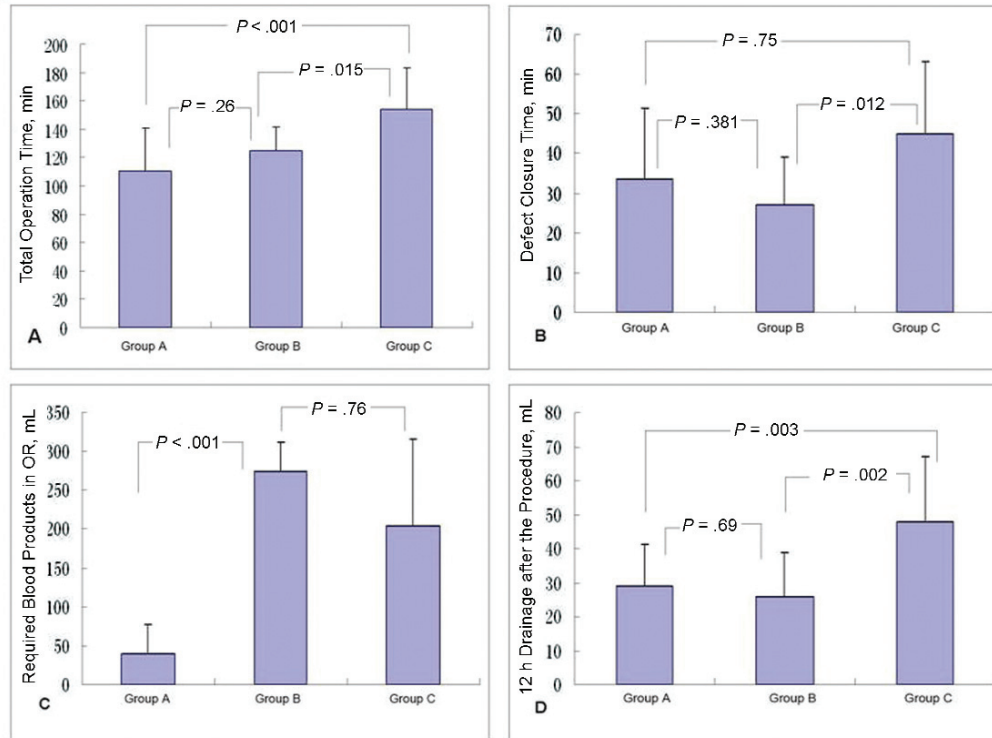 P < .001
P = .015
P = .26
Total Operation Time, min
200
180
160
140
120
100
80
60
40
20
0
A
Group A
Group B
Group C
P = .75
P = .012
P = .381
Defect Closure Time, min
70
60
50
40
30
20
10
0
B
Group A
Group B
Group C
P = .76
P < .001
Required Blood Products in OR, mL
350
300
250
200
150
100
50
0
C
Group A
Group B
Group C
P = .003
P = .002
P = .69
12 h Drainage after the Procedure, mL
80
70
60
50
40
30
20
10
0
D
Group A
Group B
Group C